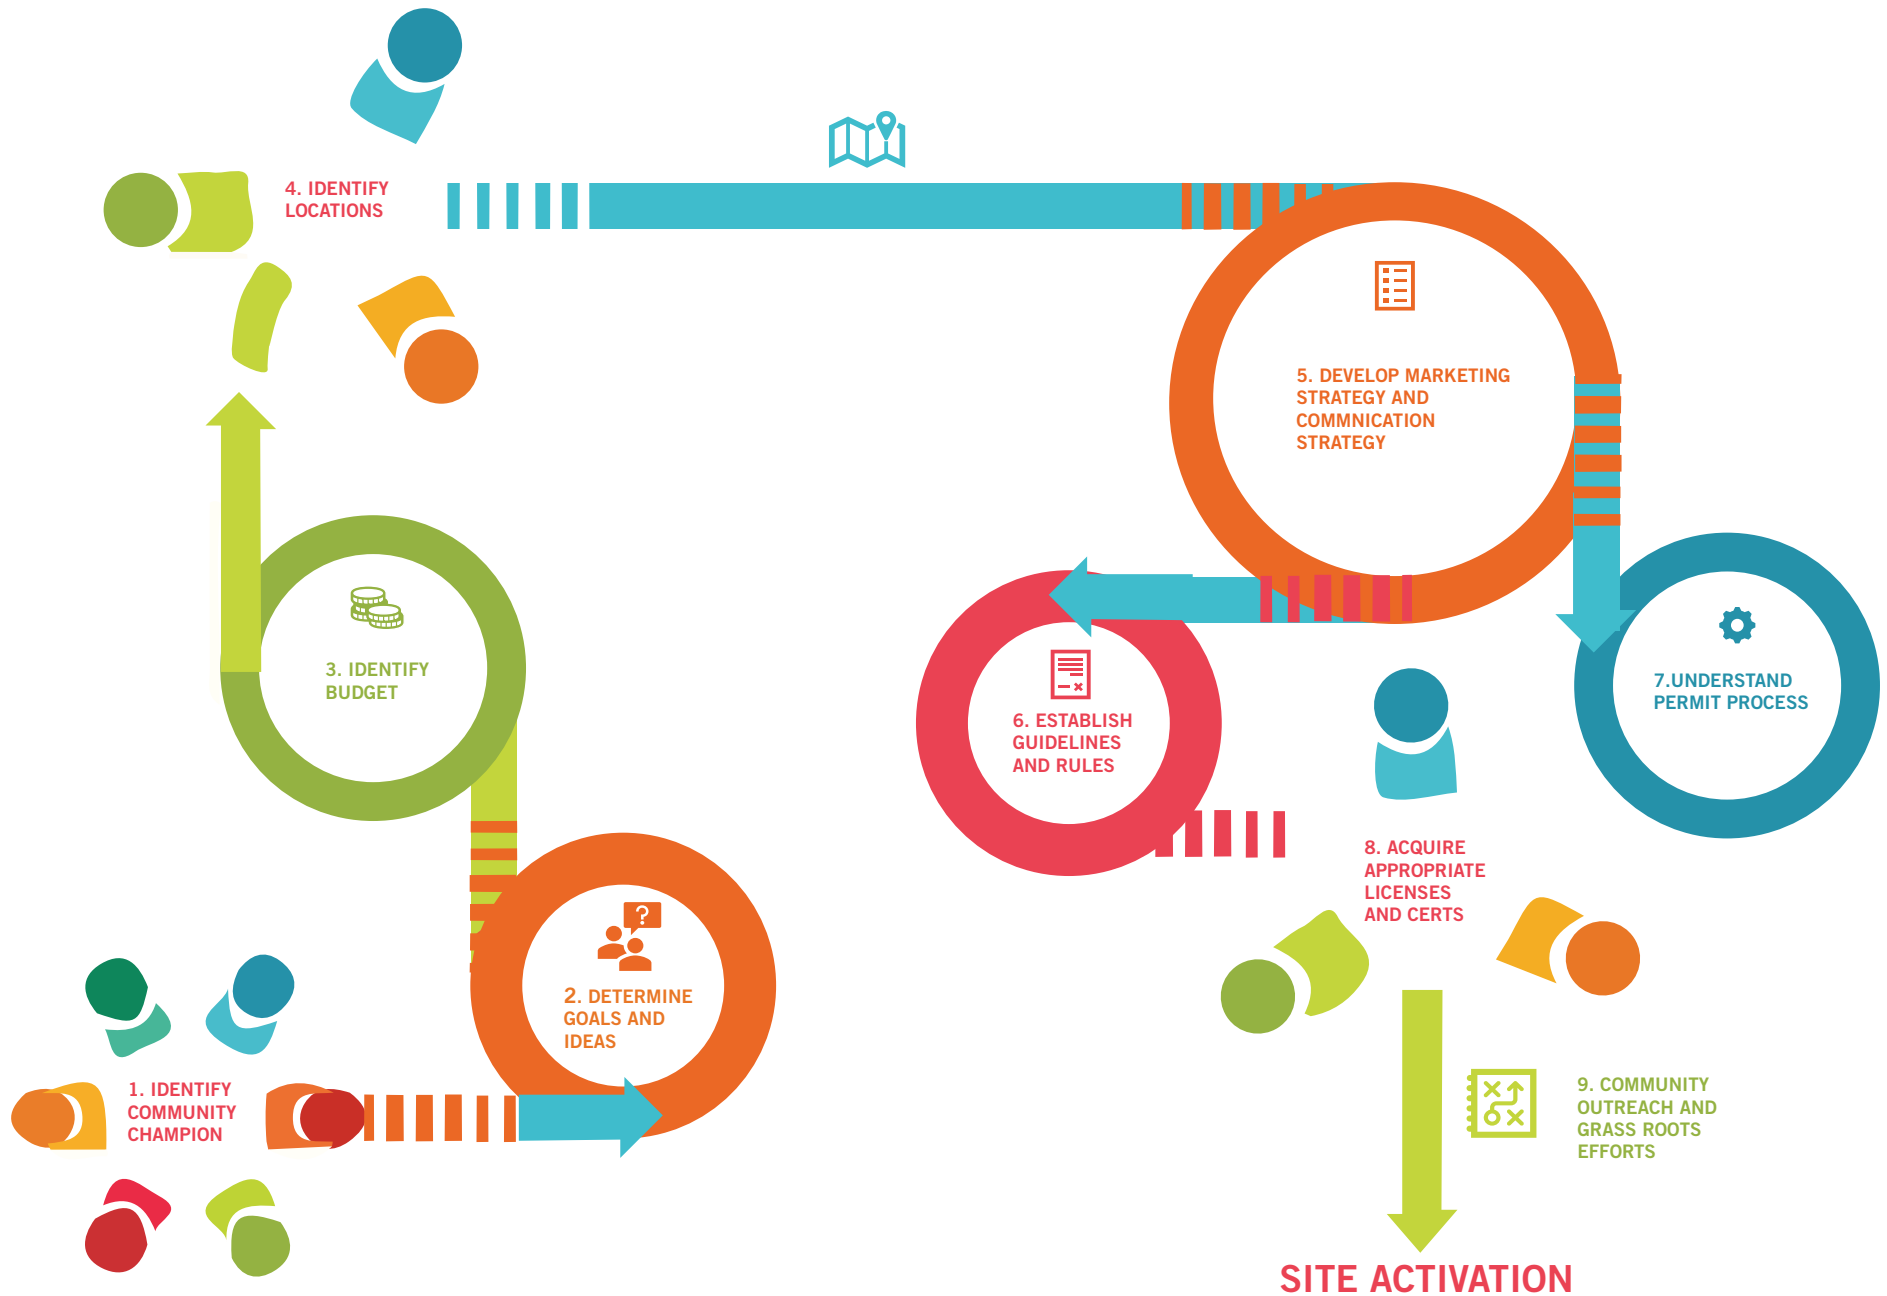 1. IDENTIFY
COMMUNITY
CHAMPION
2. DETERMINE
GOALS AND
IDEAS
?
3. IDENTIFY
BUDGET
4. IDENTIFY
LOCATIONS
5. DEVELOP MARKETING
STRATEGY AND
COMMNICATION
STRATEGY
6. ESTABLISH
GUIDELINES
AND RULES
7.UNDERSTAND
PERMIT PROCESS
8. ACQUIRE
APPROPRIATE
LICENSES
AND CERTS
9. COMMUNITY
OUTREACH AND
GRASS ROOTS
EFFORTS
SITE ACTIVATION